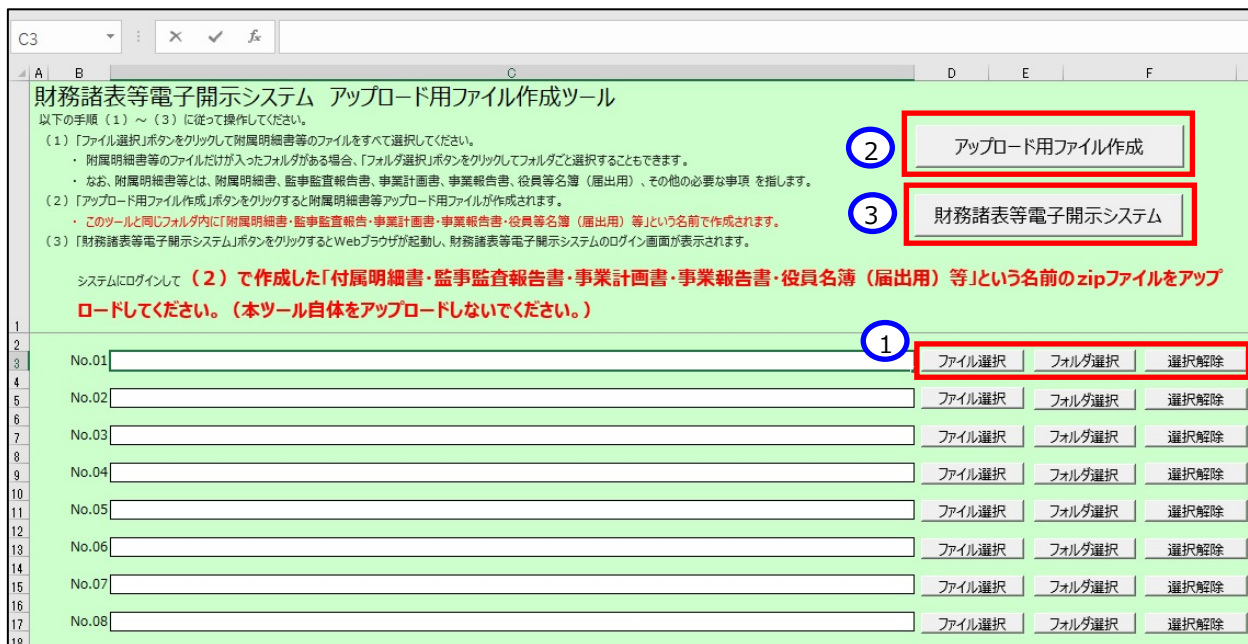 C3
A B C D E F
財務諸表等電子開示システム アップロード用ファイル作成ツール
以下の手順（1）～（3）に従って操作してください。
（1）「ファイル選択」ボタンをクリックして附属明細書等のファイルをすべて選択してください。
・ 附属明細書等のファイルだけが入ったフォルダがある場合、「フォルダ選択」ボタンをクリックしてフォルダごと選択することもできます。
・ なお、附属明細書等とは、附属明細書、監事監査報告書、事業計画書、事業報告書、役員等名簿（届出用）、その他の必要な事項 を指します。
（2）「アップロード用ファイル作成」ボタンをクリックすると附属明細書等アップロード用ファイルが作成されます。
・ このツールと同じフォルダ内に「附属明細書・監事監査報告・事業計画書・事業報告書・役員等名簿（届出用）等」という名前で作成されます。
（3）「財務諸表等電子開示システム」ボタンをクリックするとWebブラウザが起動し、財務諸表等電子開示システムのログイン画面が表示されます。
② アップロード用ファイル作成
③ 財務諸表等電子開示システム
システムにログインして（2）で作成した「付属明細書・監事監査報告書・事業計画書・事業報告書・役員名簿（届出用）等」という名前のzipファイルをアップ
ロードしてください。（本ツール自体をアップロードしないでください。）
1
2
①
3 No.01 ファイル選択 フォルダ選択 選択解除
4
5 No.02 ファイル選択 フォルダ選択 選択解除
6
7 No.03 ファイル選択 フォルダ選択 選択解除
8
9 No.04 ファイル選択 フォルダ選択 選択解除
10
11 No.05 ファイル選択 フォルダ選択 選択解除
12
13 No.06 ファイル選択 フォルダ選択 選択解除
14
15 No.07 ファイル選択 フォルダ選択 選択解除
16
17 No.08 ファイル選択 フォルダ選択 選択解除
18